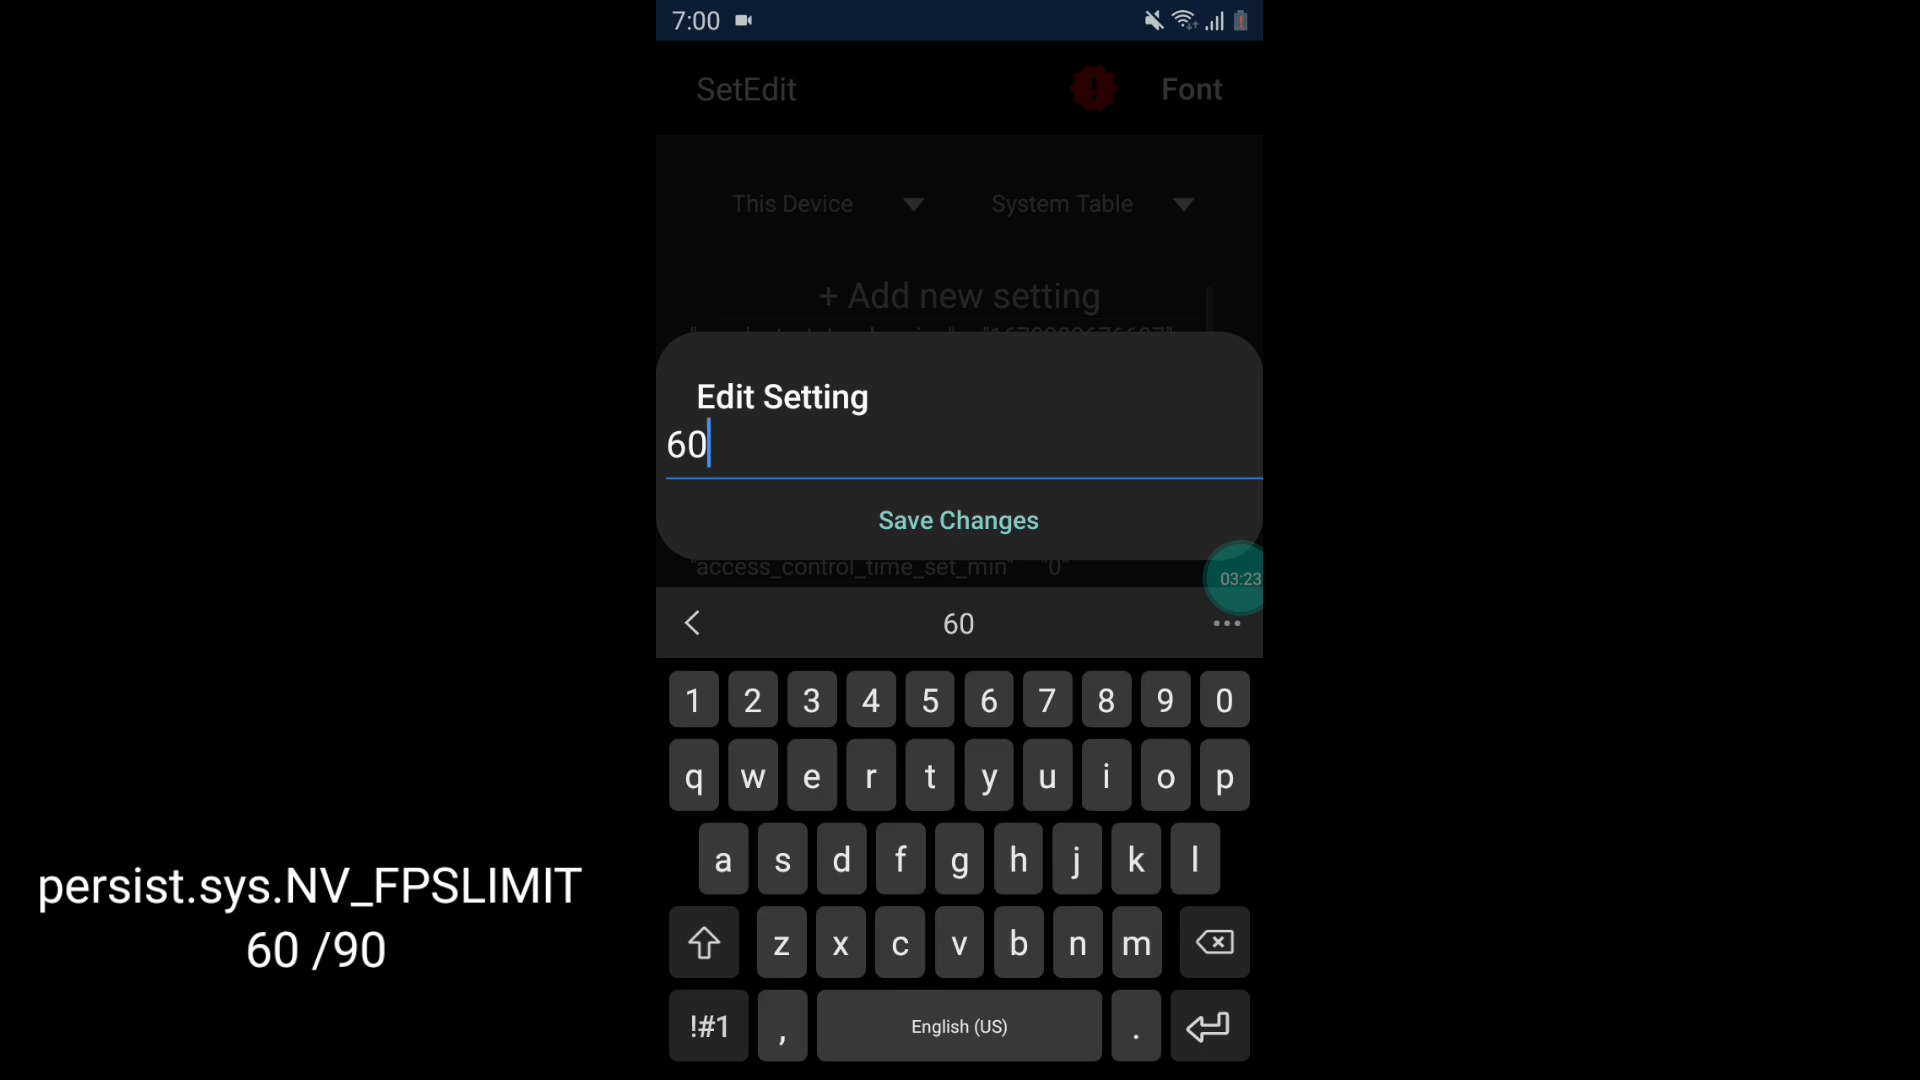 7:00
SetEdit
Font
This Device
System Table
+ Add new setting
Edit Setting
60
Save Changes
"access_control_time_set_min" "0"
03:23
60
1 2 3 4 5 6 7 8 9 0
q w e r t y u i o p
a s d f g h j k l
z x c v b n m
!#1 , English (US) .
persist.sys.NV_FPSLIMIT
60 /90